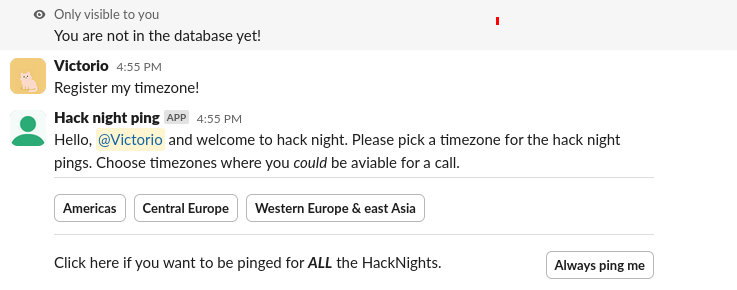 Only visible to you
You are not in the database yet!
Victorio 4:55 PM
Register my timezone!
Hack night ping APP 4:55 PM
Hello, @Victorio and welcome to hack night. Please pick a timezone for the hack night
pings. Choose timezones where you could be aviable for a call.
Americas Central Europe Western Europe & east Asia
Click here if you want to be pinged for ALL the HackNights. Always ping me